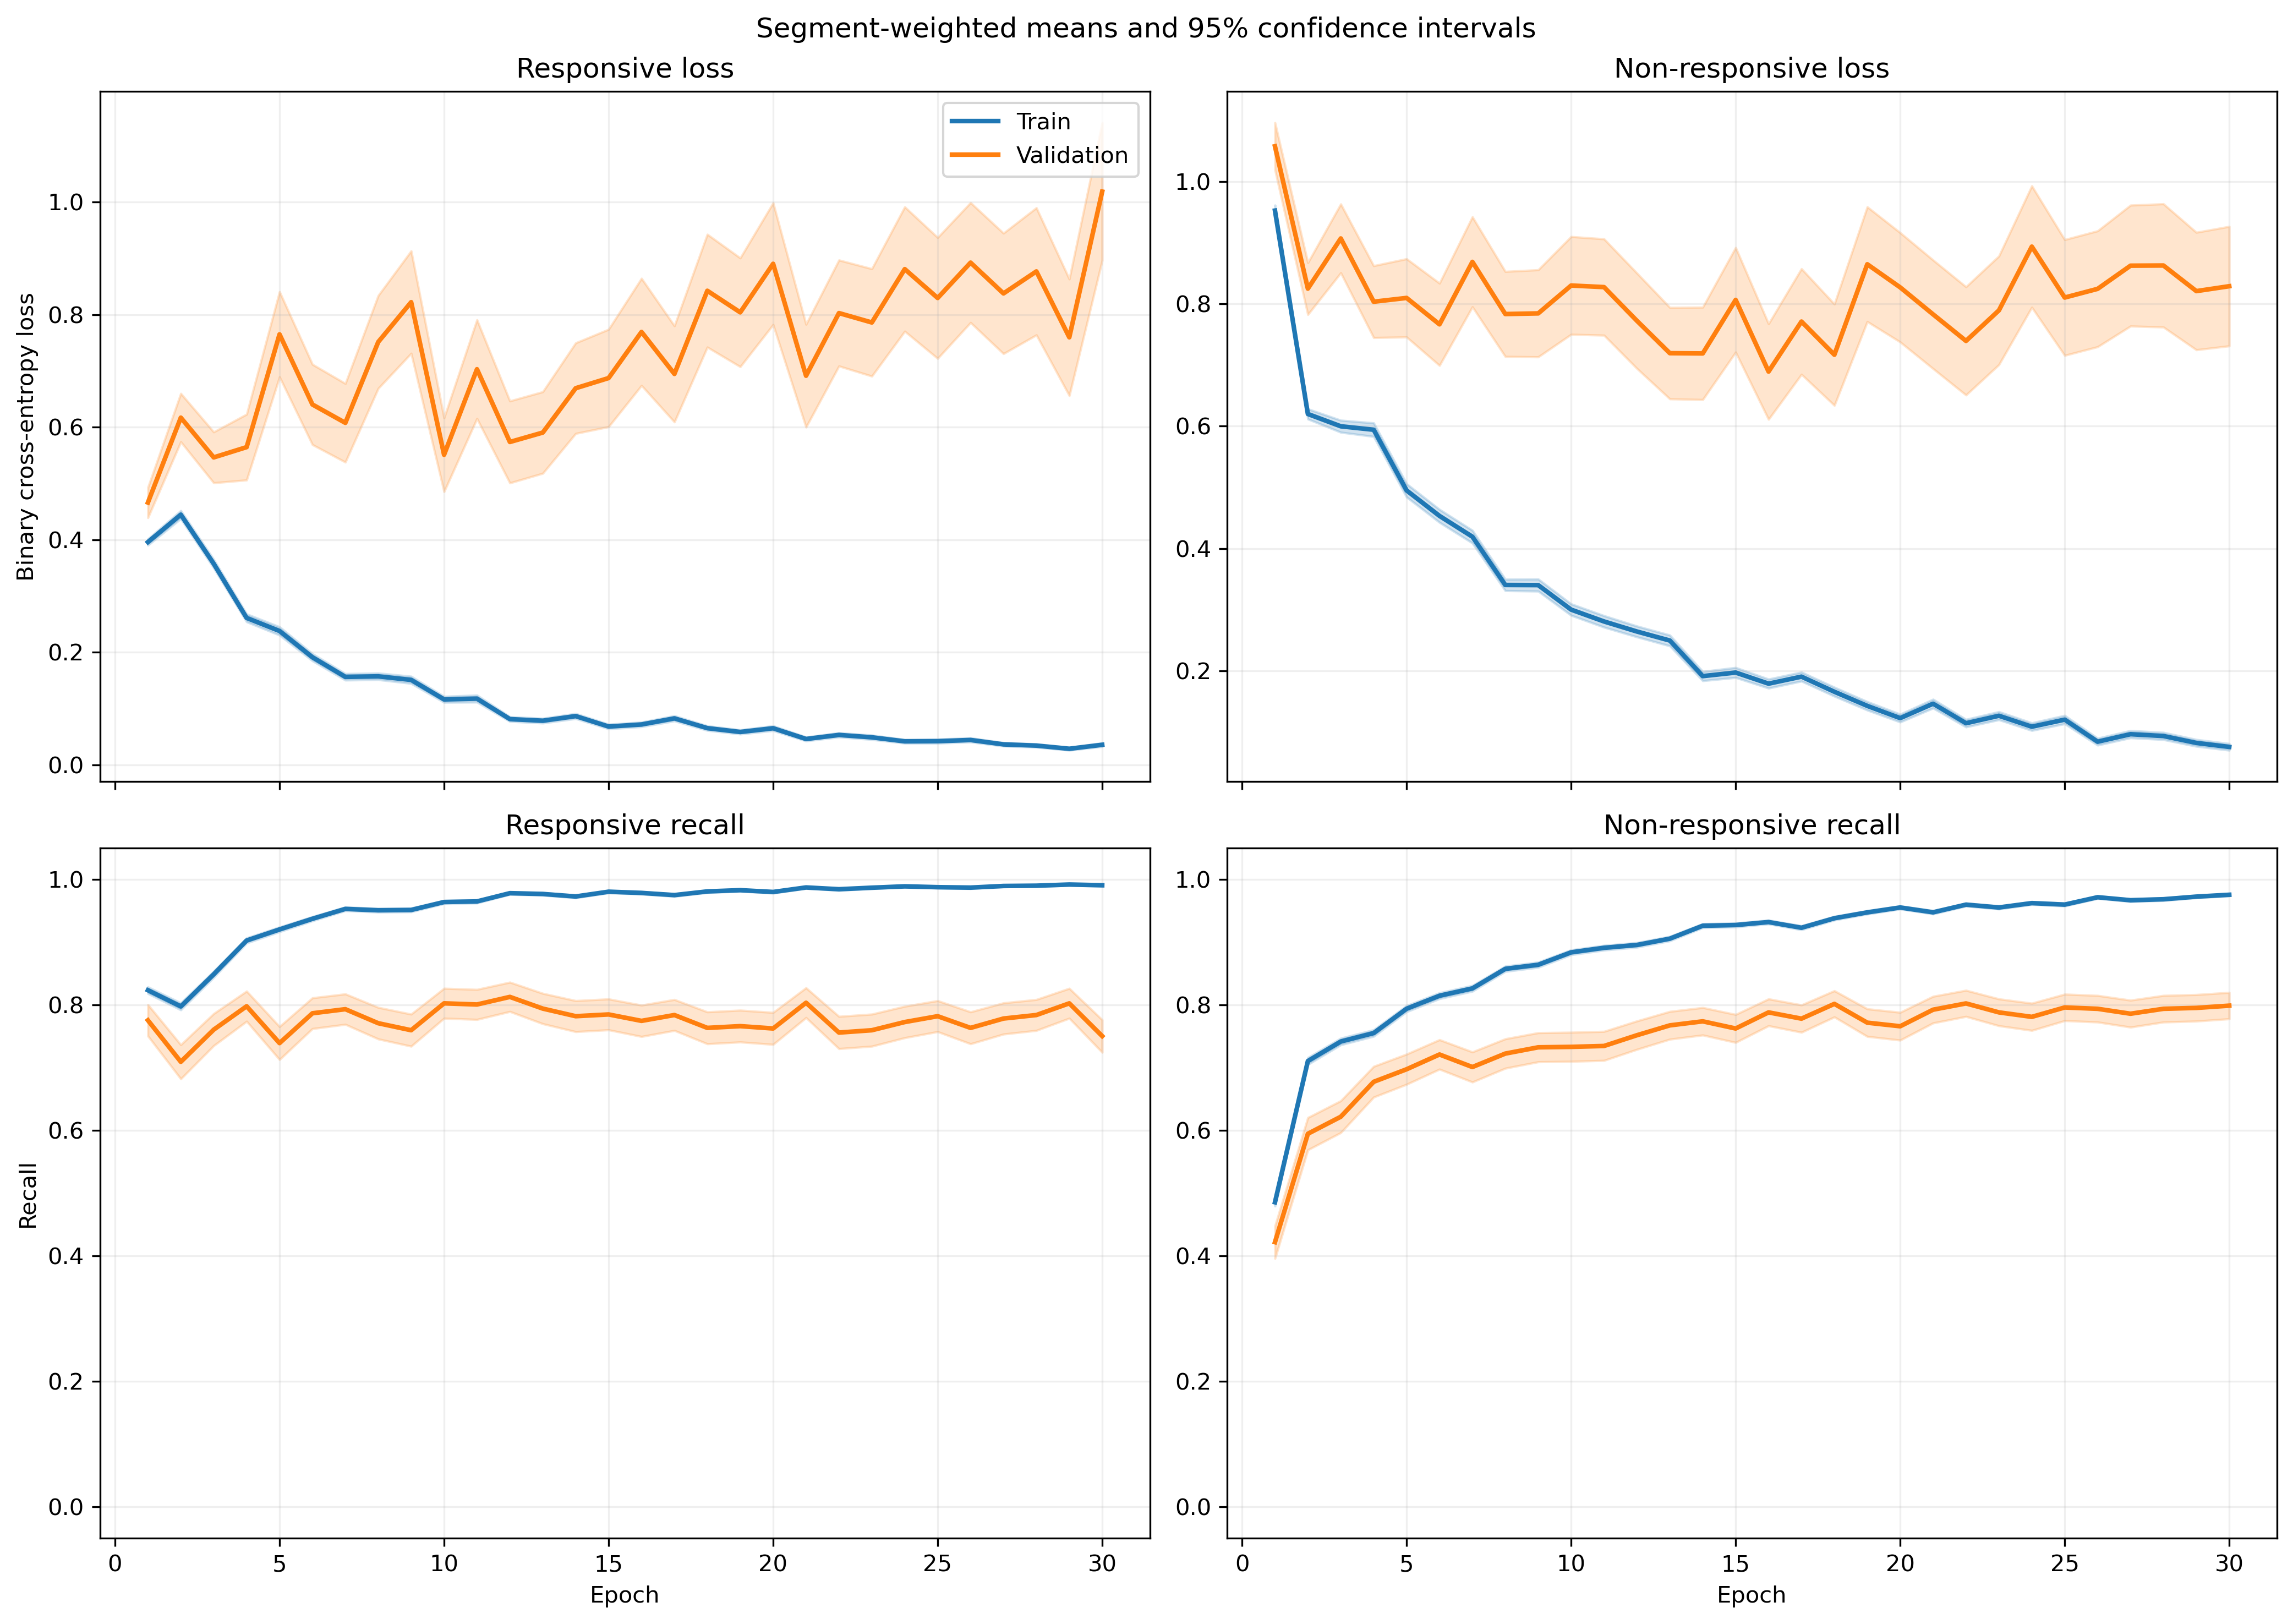 Segment-weighted means and 95% confidence intervals
Responsive loss
Non-responsive loss
Train
Validation
Binary cross-entropy loss
1.0
0.8
0.6
0.4
0.2
0.0
1.0
0.8
0.6
0.4
0.2
Responsive recall
Non-responsive recall
Recall
1.0
0.8
0.6
0.4
0.2
0.0
1.0
0.8
0.6
0.4
0.2
0.0
0 5 10 15 20 25 30
0 5 10 15 20 25 30
Epoch
Epoch